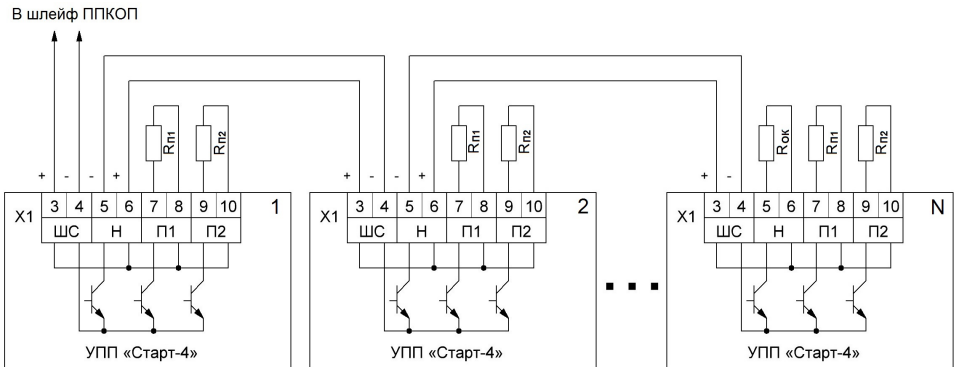 В шлейф ППКОП
Rп1 Rп2 Rп1 Rп2 Rок Rп1 Rп2
+ - - + + - - + + -
X1 3 4 5 6 7 8 9 10 1 X1 3 4 5 6 7 8 9 10 2 X1 3 4 5 6 7 8 9 10 N
ШС Н П1 П2 ШС Н П1 П2 ШС Н П1 П2
УПП «Старт-4» УПП «Старт-4» УПП «Старт-4»